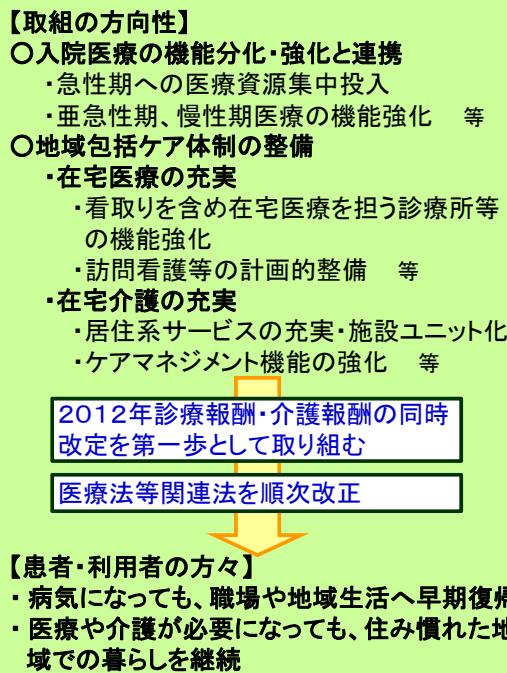 【取組の方向性】
〇入院医療の機能分化・強化と連携
・急性期への医療資源集中投入
・亜急性期、慢性期医療の機能強化　等
〇地域包括ケア体制の整備
・在宅医療の充実
・看取りを含め在宅医療を担う診療所等
の機能強化
・訪問看護等の計画的整備　等
・在宅介護の充実
・居住系サービスの充実・施設ユニット化
・ケアマネジメント機能の強化　等
２０１２年診療報酬・介護報酬の同時
改定を第一歩として取り組む
医療法等関連法を順次改正
【患者・利用者の方々】
・ 病気になっても、職場や地域生活へ早期復帰
・ 医療や介護が必要になっても、住み慣れた地
域での暮らしを継続